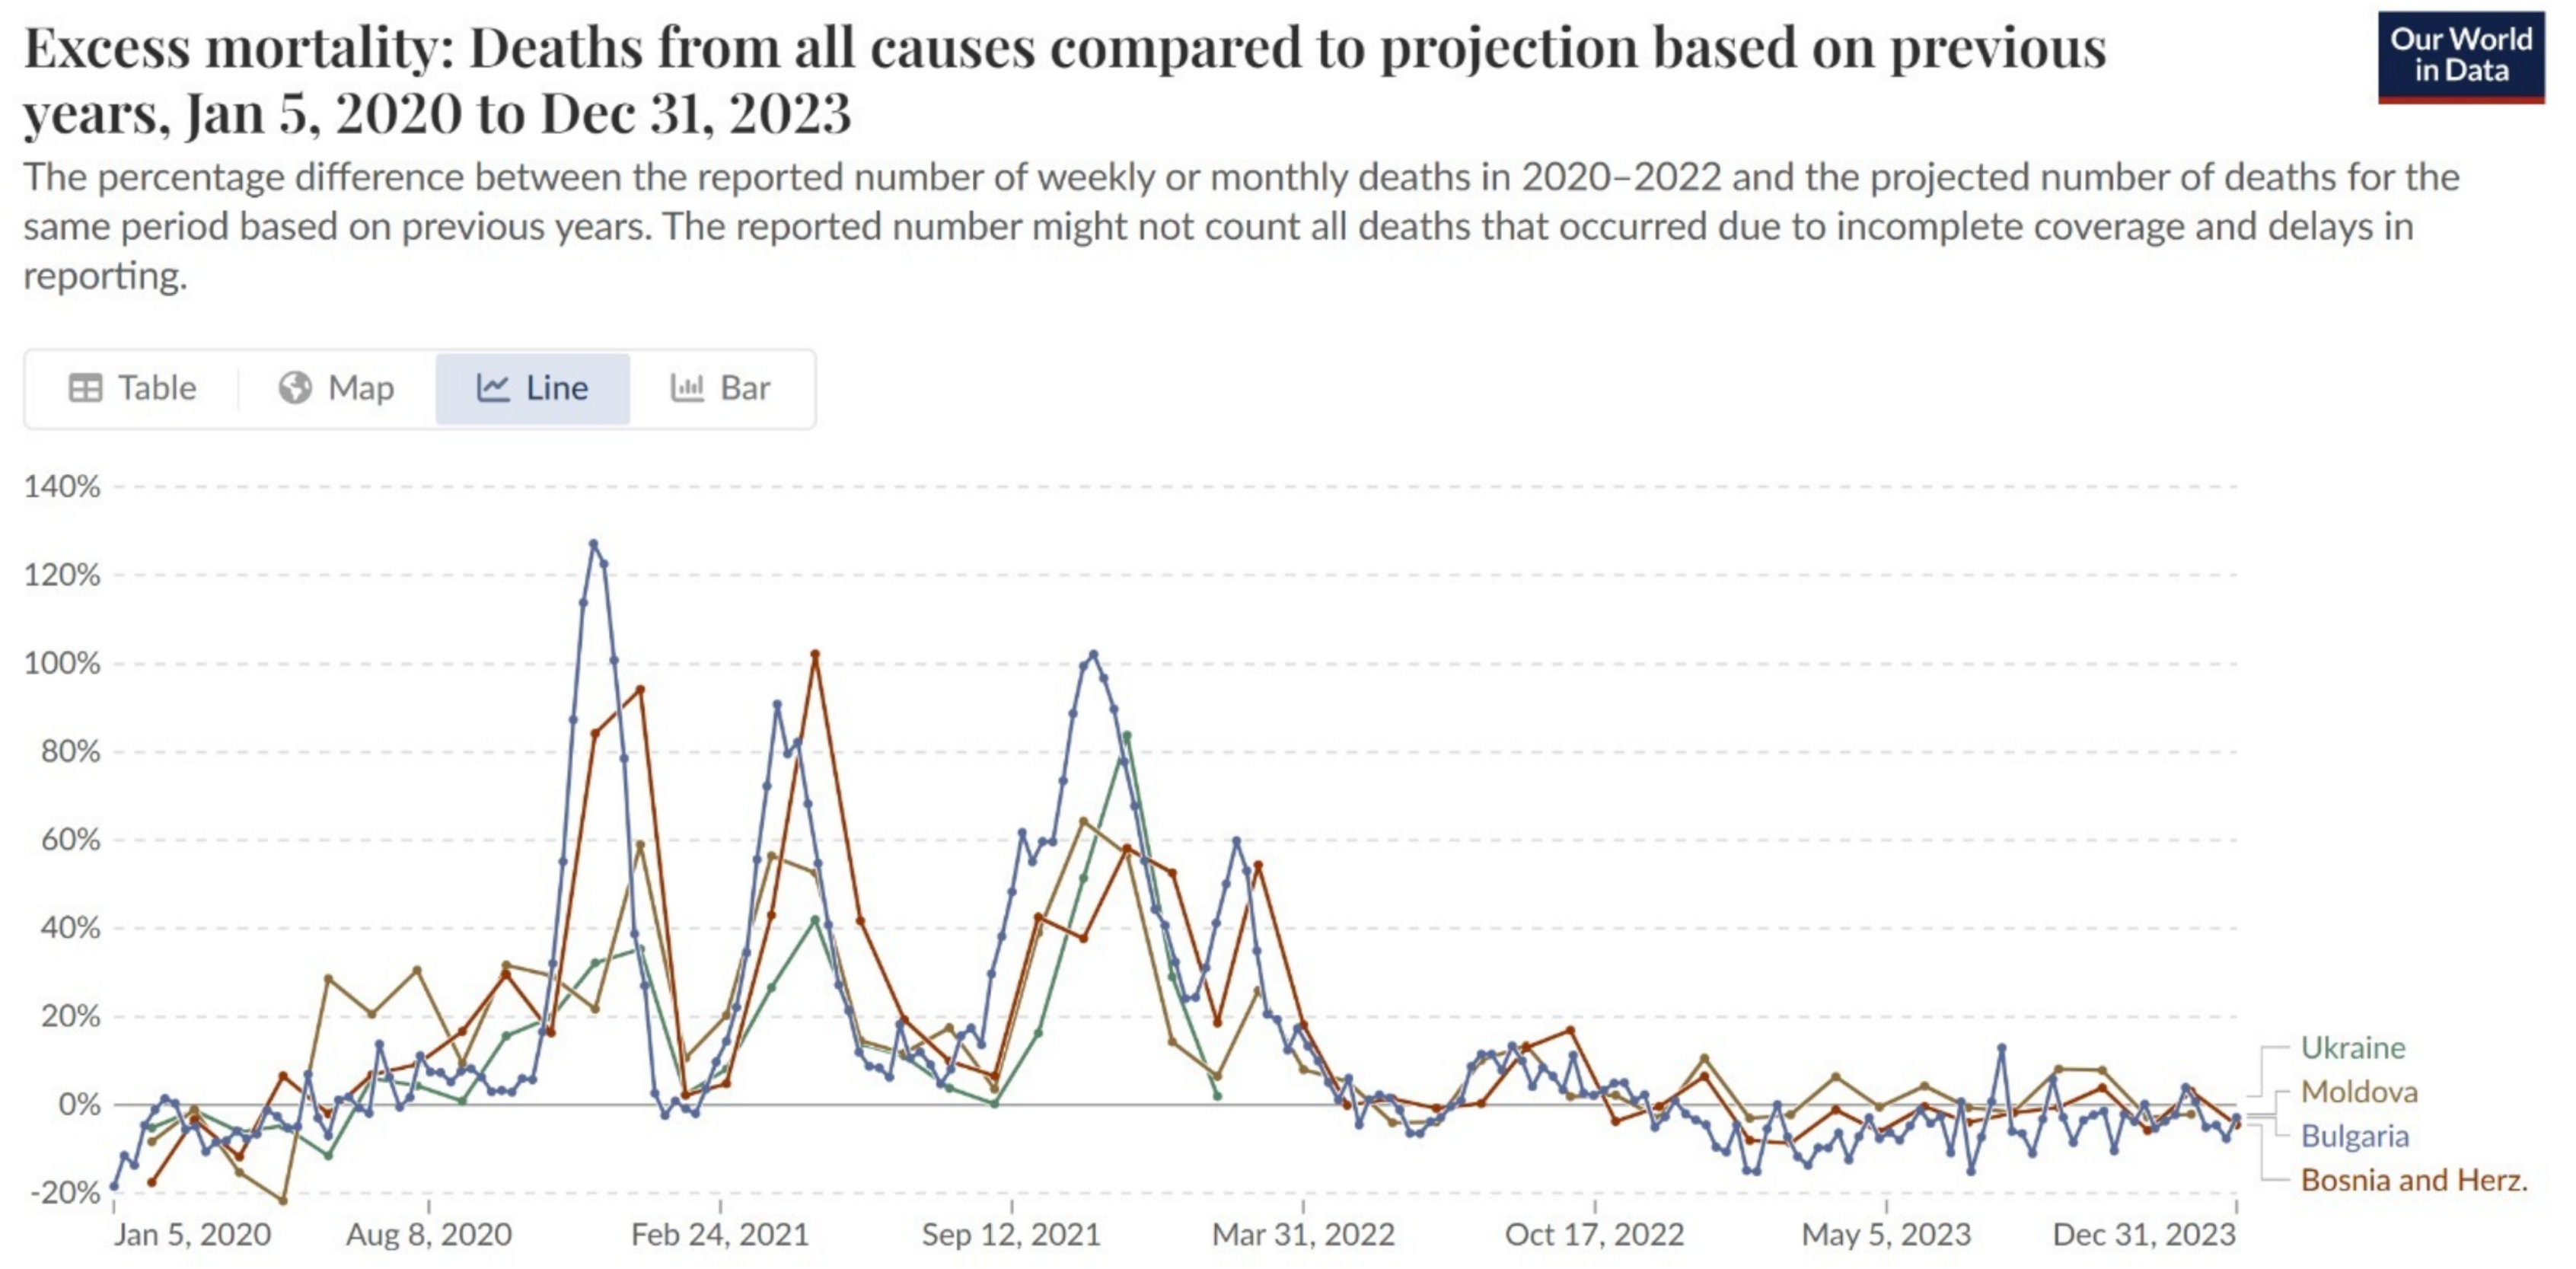 Excess mortality: Deaths from all causes compared to projection based on previous
years, Jan 5, 2020 to Dec 31, 2023
Our World
in Data
The percentage difference between the reported number of weekly or monthly deaths in 2020–2022 and the projected number of deaths for the
same period based on previous years. The reported number might not count all deaths that occurred due to incomplete coverage and delays in
reporting.
Table Map Line Bar
140%
120%
100%
80%
60%
40%
20%
0%
-20%
Ukraine
Moldova
Bulgaria
Bosnia and Herz.
Jan 5, 2020 Aug 8, 2020 Feb 24, 2021 Sep 12, 2021 Mar 31, 2022 Oct 17, 2022 May 5, 2023 Dec 31, 2023